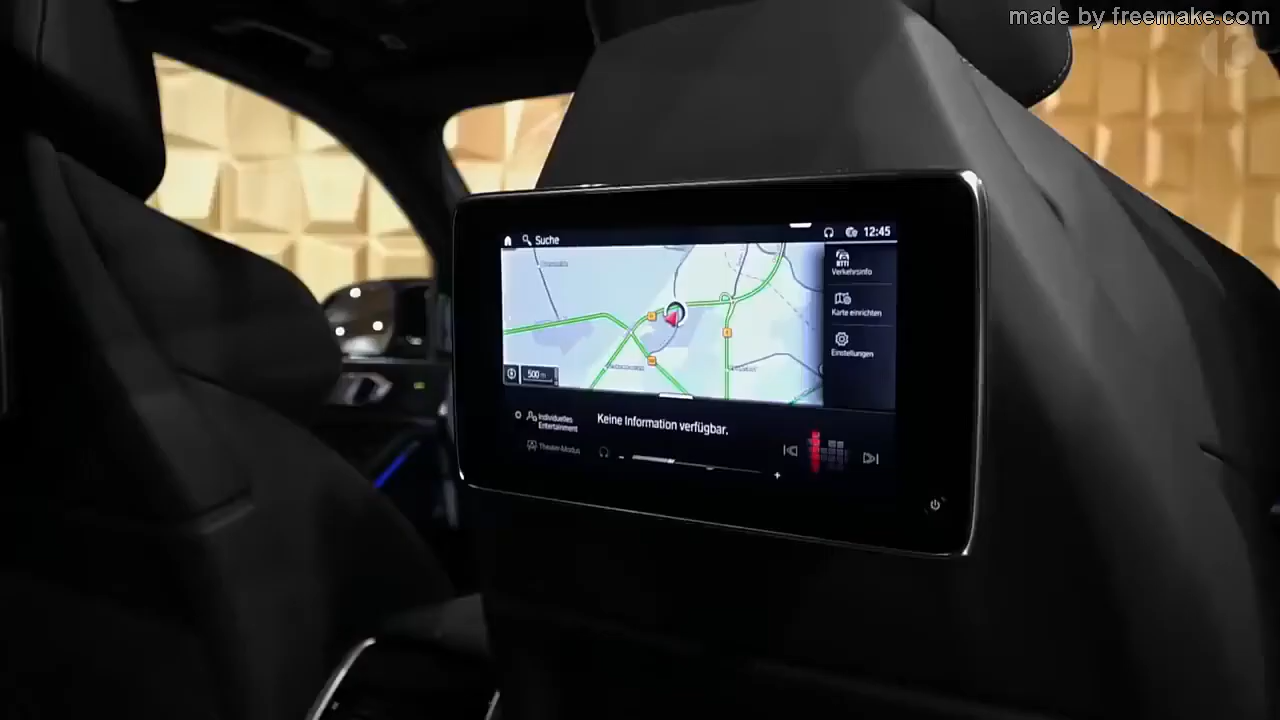 made by freemake.com
Suche
12:45
RTTI
Verkehrsinfo
Karte einrichten
Einstellungen
500 m
Individuelles
Entertainment
Keine Information verfügbar.
Theater-Modus